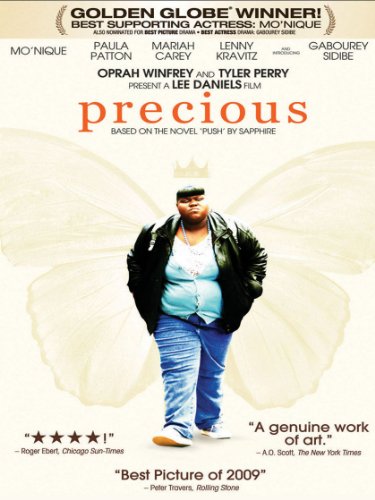 GOLDEN GLOBE® WINNER!
BEST SUPPORTING ACTRESS: MO'NIQUE
ALSO NOMINATED FOR BEST PICTURE DRAMA • BEST ACTRESS DRAMA: GABOUREY SIDIBE
MO'NIQUE PAULA PATTON MARIAH CAREY LENNY KRAVITZ AND INTRODUCING GABOUREY SIDIBE
OPRAH WINFREY AND TYLER PERRY
PRESENT A LEE DANIELS FILM
precious
BASED ON THE NOVEL 'PUSH' BY SAPPHIRE
"★★★★!"
– Roger Ebert, Chicago Sun-Times
"A genuine work
of art."
– A.O. Scott, The New York Times
"Best Picture of 2009"
– Peter Travers, Rolling Stone